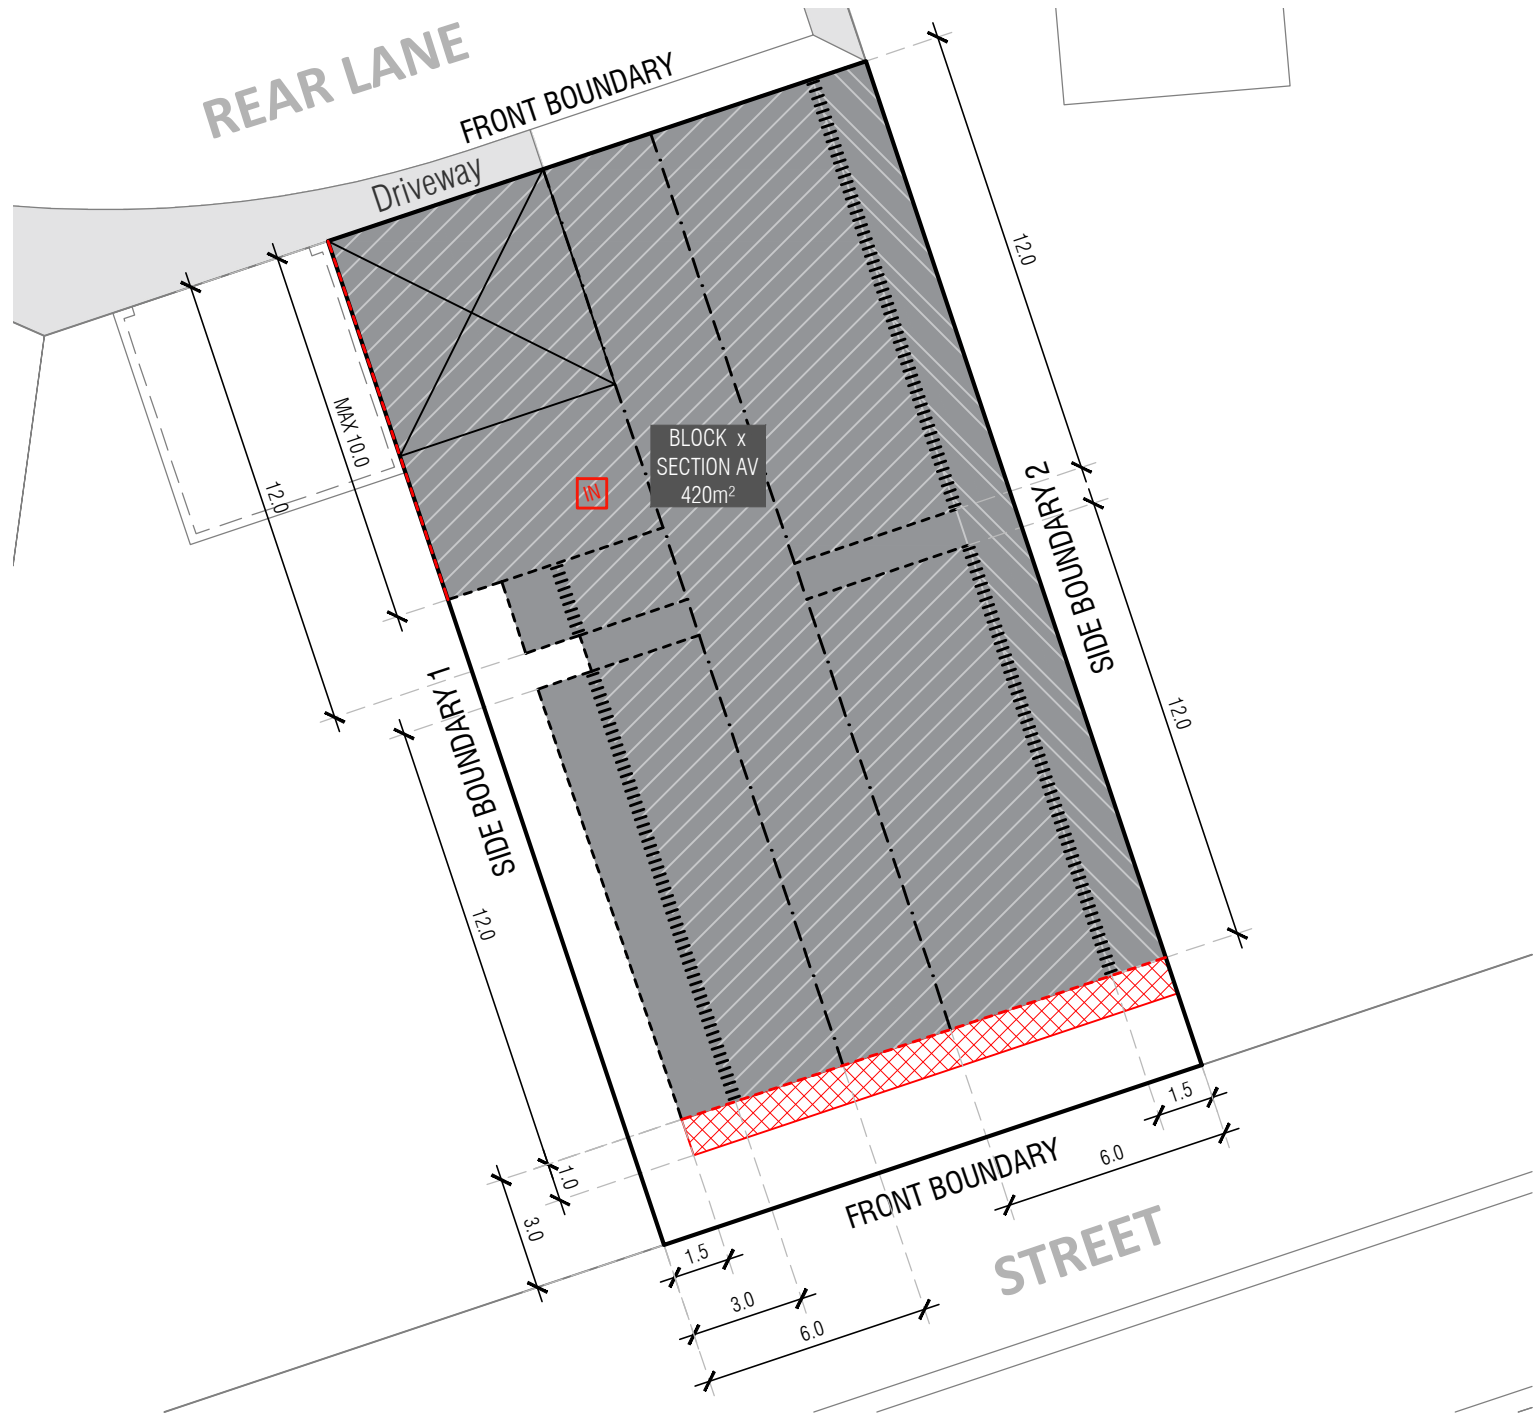 REAR LANE
FRONT BOUNDARY
Driveway
12.0
MAX 10.0
12.0
BLOCK x
SECTION AV
420m²
IN
SIDE BOUNDARY 2
12.0
SIDE BOUNDARY 1
12.0
1.0
3.0
1.5
6.0
FRONT BOUNDARY
STREET
1.5
3.0
6.0